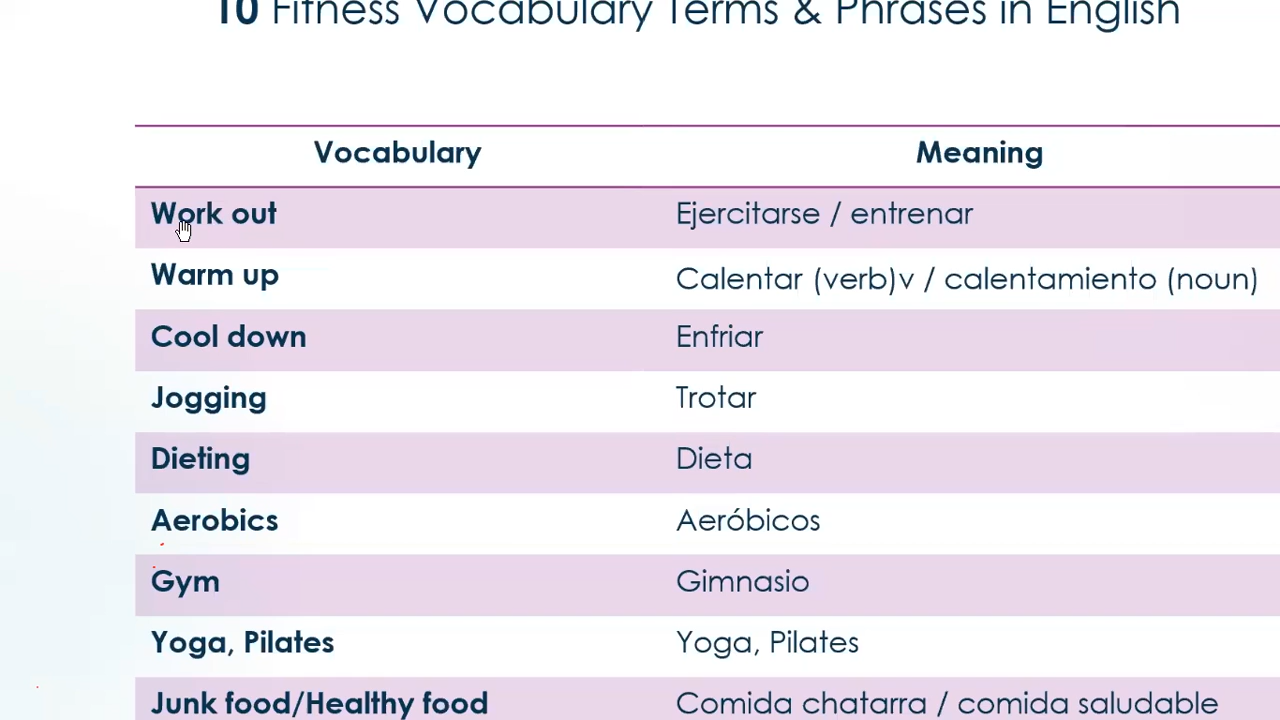 10 Fitness Vocabulary Terms & Phrases in English
Vocabulary Meaning
Work out Ejercitarse / entrenar
Warm up Calentar (verb)v / calentamiento (noun)
Cool down Enfriar
Jogging Trotar
Dieting Dieta
Aerobics Aeróbicos
Gym Gimnasio
Yoga, Pilates Yoga, Pilates
Junk food/Healthy food Comida chatarra / comida saludable